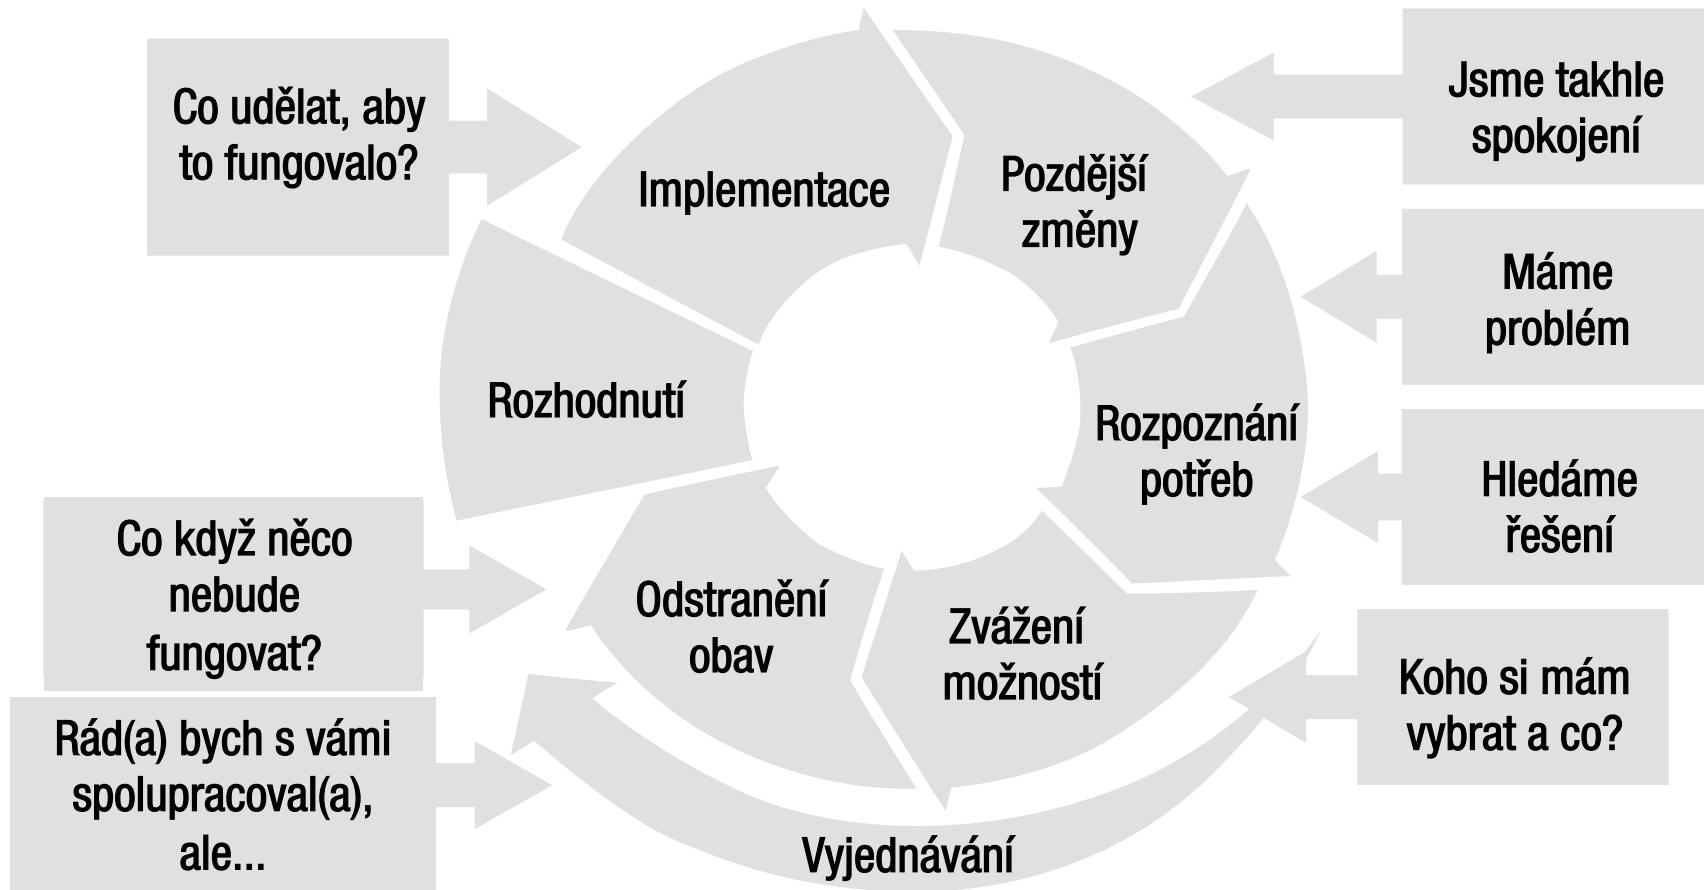 Co udělat, aby
to fungovalo?
Implementace
Pozdější
změny
Jsme takhle
spokojení
Máme
problém
Rozhodnutí
Rozpoznání
potřeb
Hledáme
řešení
Co když něco
nebude
fungovat?
Odstranění
obav
Zvážení
možností
Koho si mám
vybrat a co?
Rád(a) bych s vámi
spolupracoval(a),
ale...
Vyjednávání